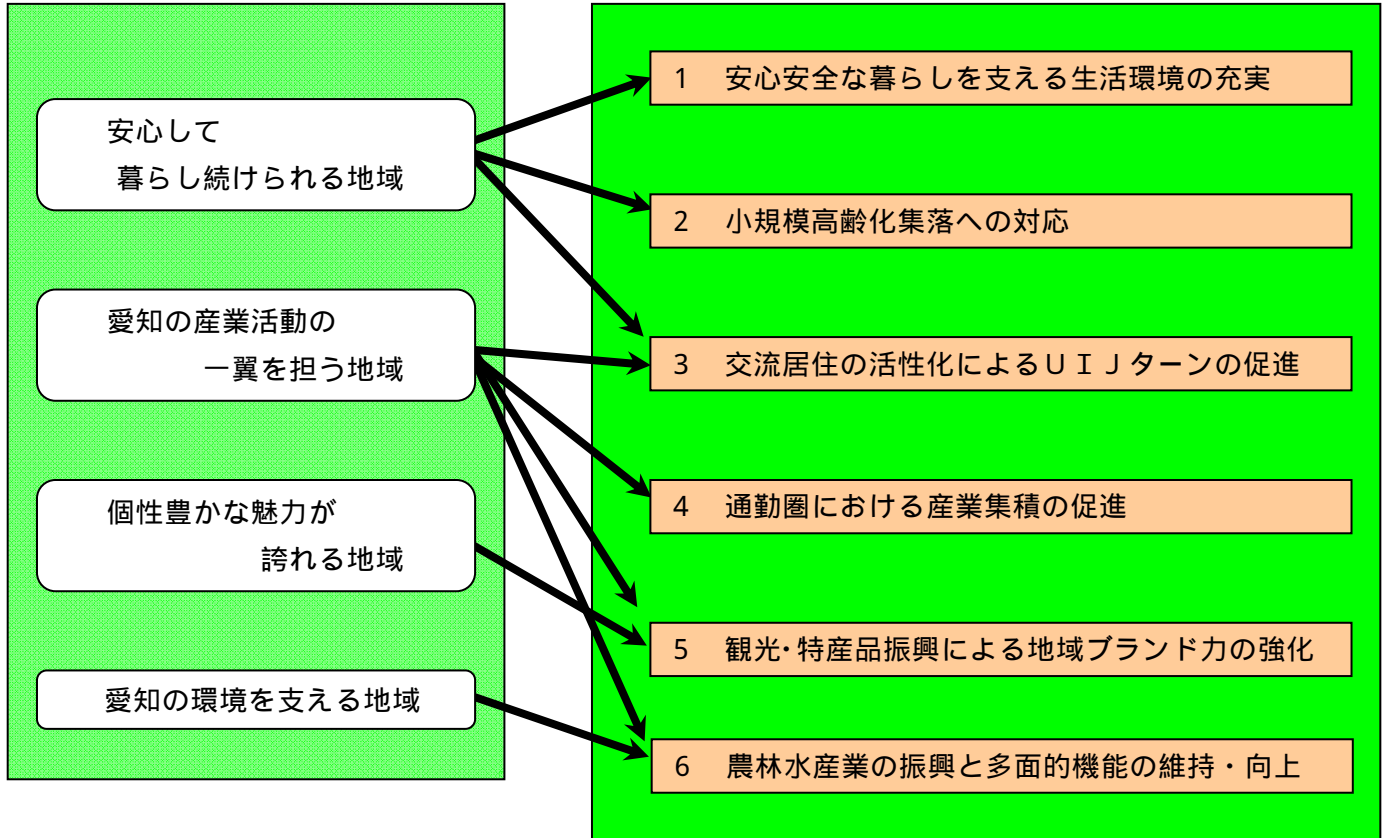 安心して
暮らし続けられる地域
愛知の産業活動の
一翼を担う地域
個性豊かな魅力が
誇れる地域
愛知の環境を支える地域
1 安心安全な暮らしを支える生活環境の充実
2 小規模高齢化集落への対応
3 交流居住の活性化によるＵＩＪターンの促進
4 通勤圏における産業集積の促進
5 観光・特産品振興による地域ブランド力の強化
6 農林水産業の振興と多面的機能の維持・向上